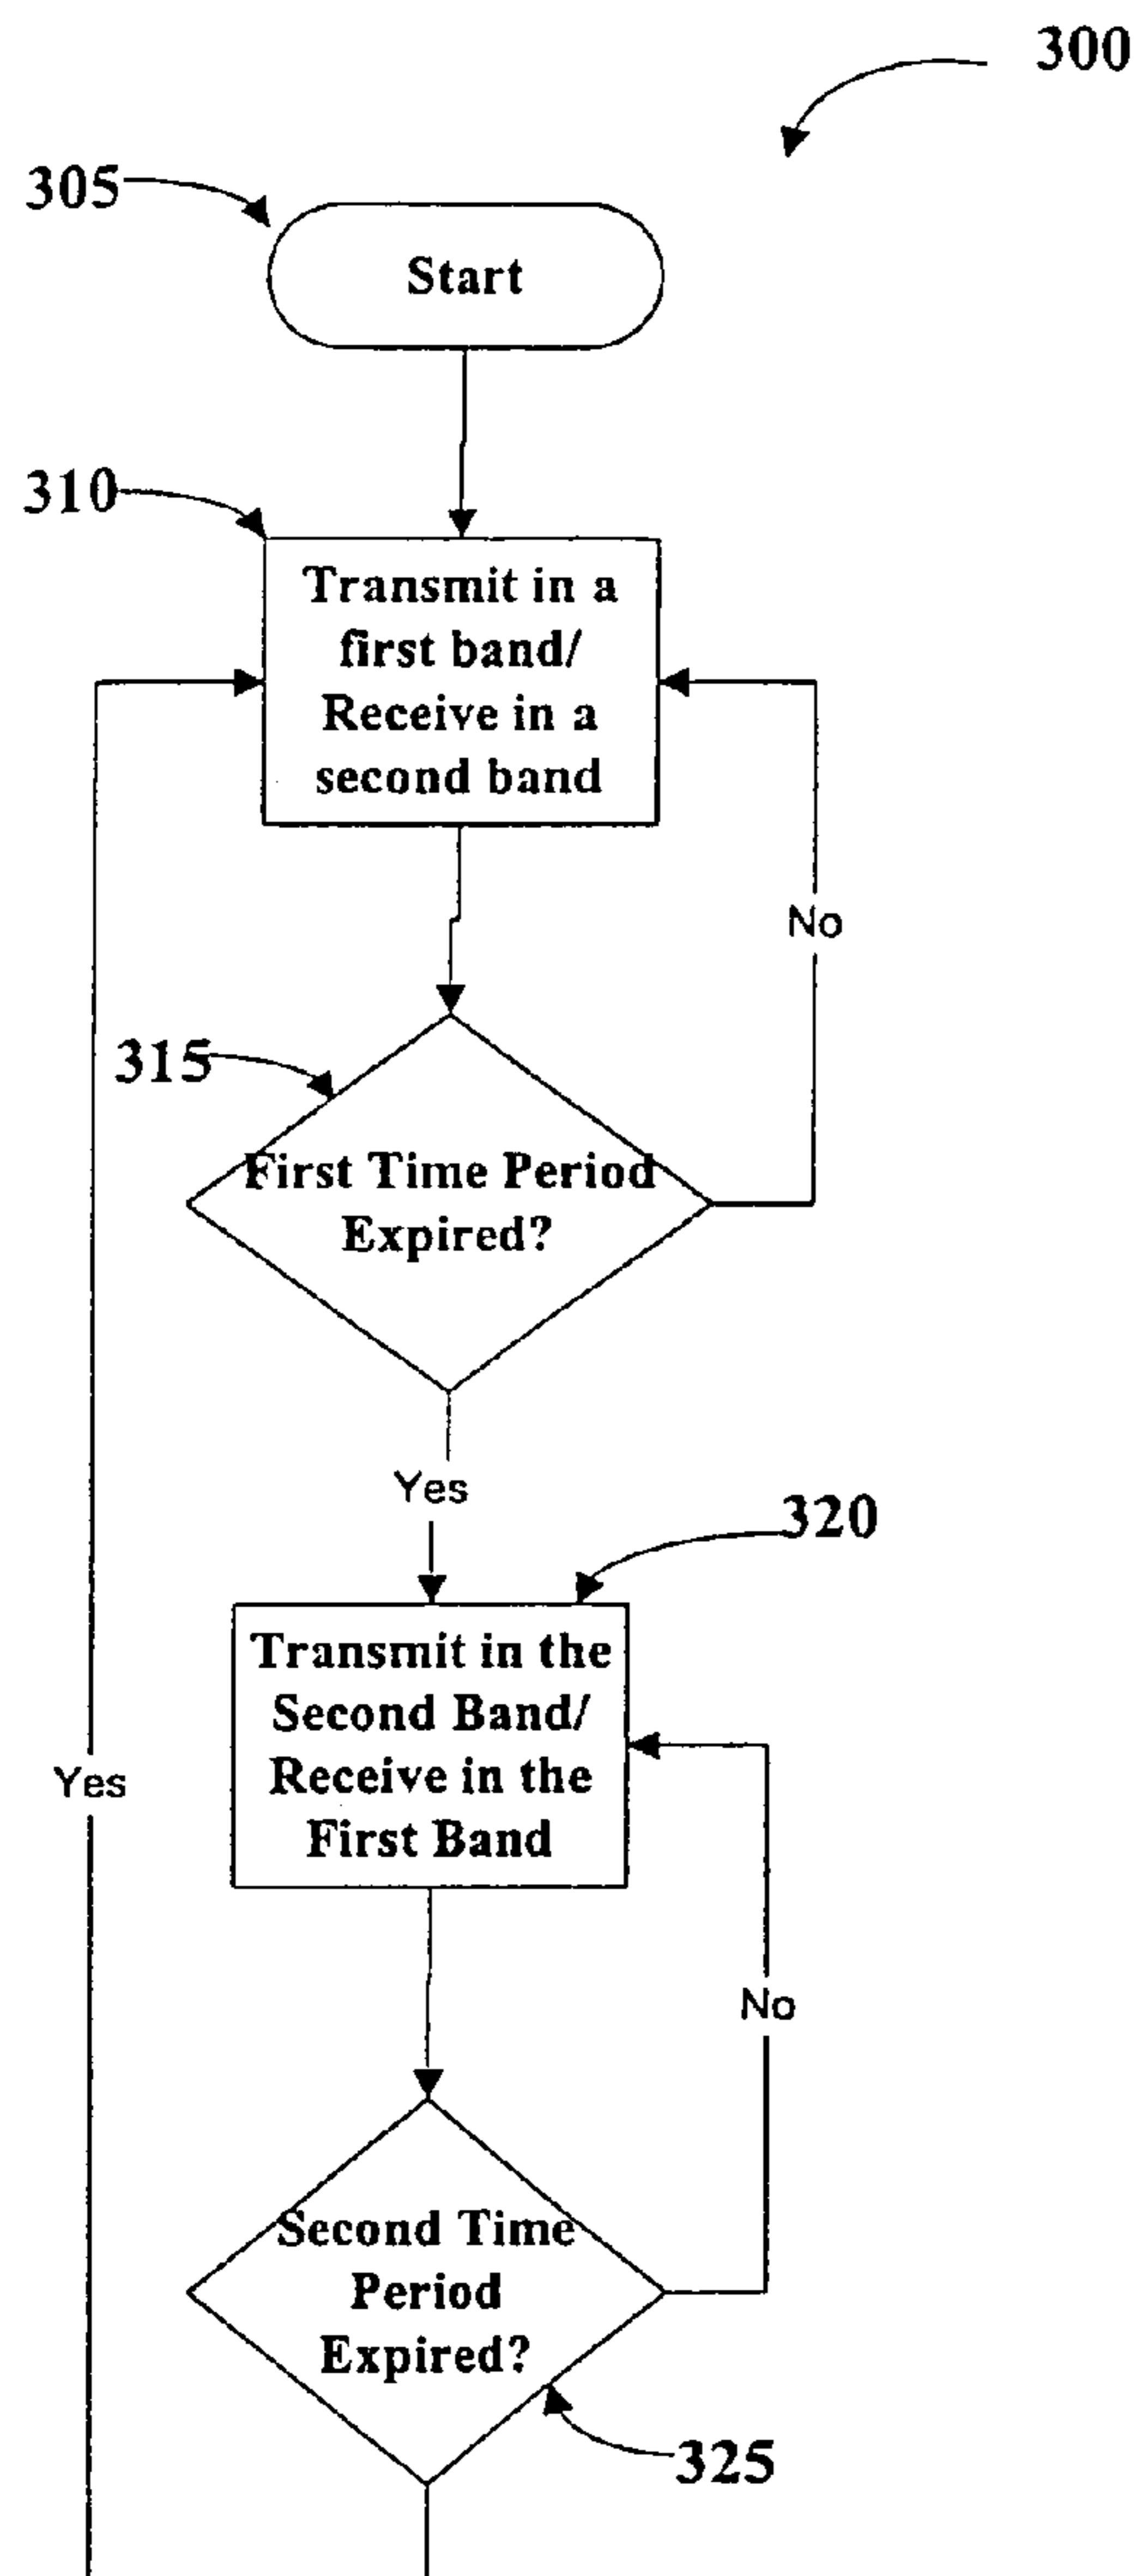 300
305
Start
310
Transmit in a
first band/
Receive in a
second band
No
315
First Time Period
Expired?
Yes
320
Transmit in the
Second Band/
Receive in the
First Band
Yes
No
Second Time
Period
Expired?
325